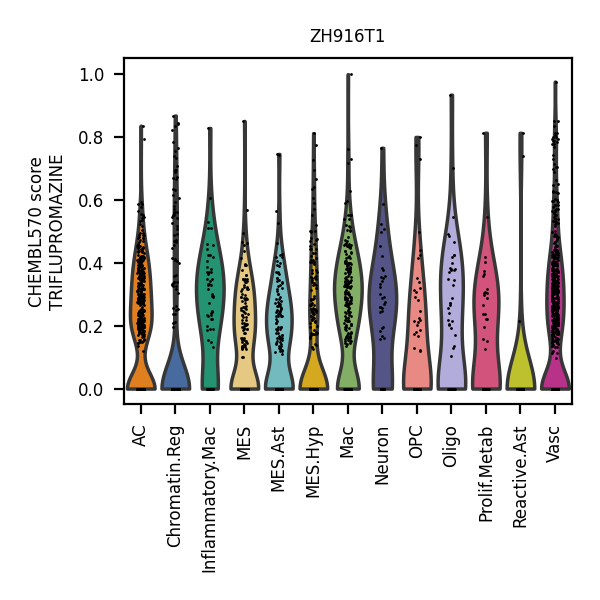 ZH916T1
CHEMBL570 score
TRIFLUPROMAZINE
1.0
0.8
0.6
0.4
0.2
0.0
AC
Chromatin.Reg
Inflammatory.Mac
MES
MES.Ast
MES.Hyp
Mac
Neuron
OPC
Oligo
Prolif.Metab
Reactive.Ast
Vasc